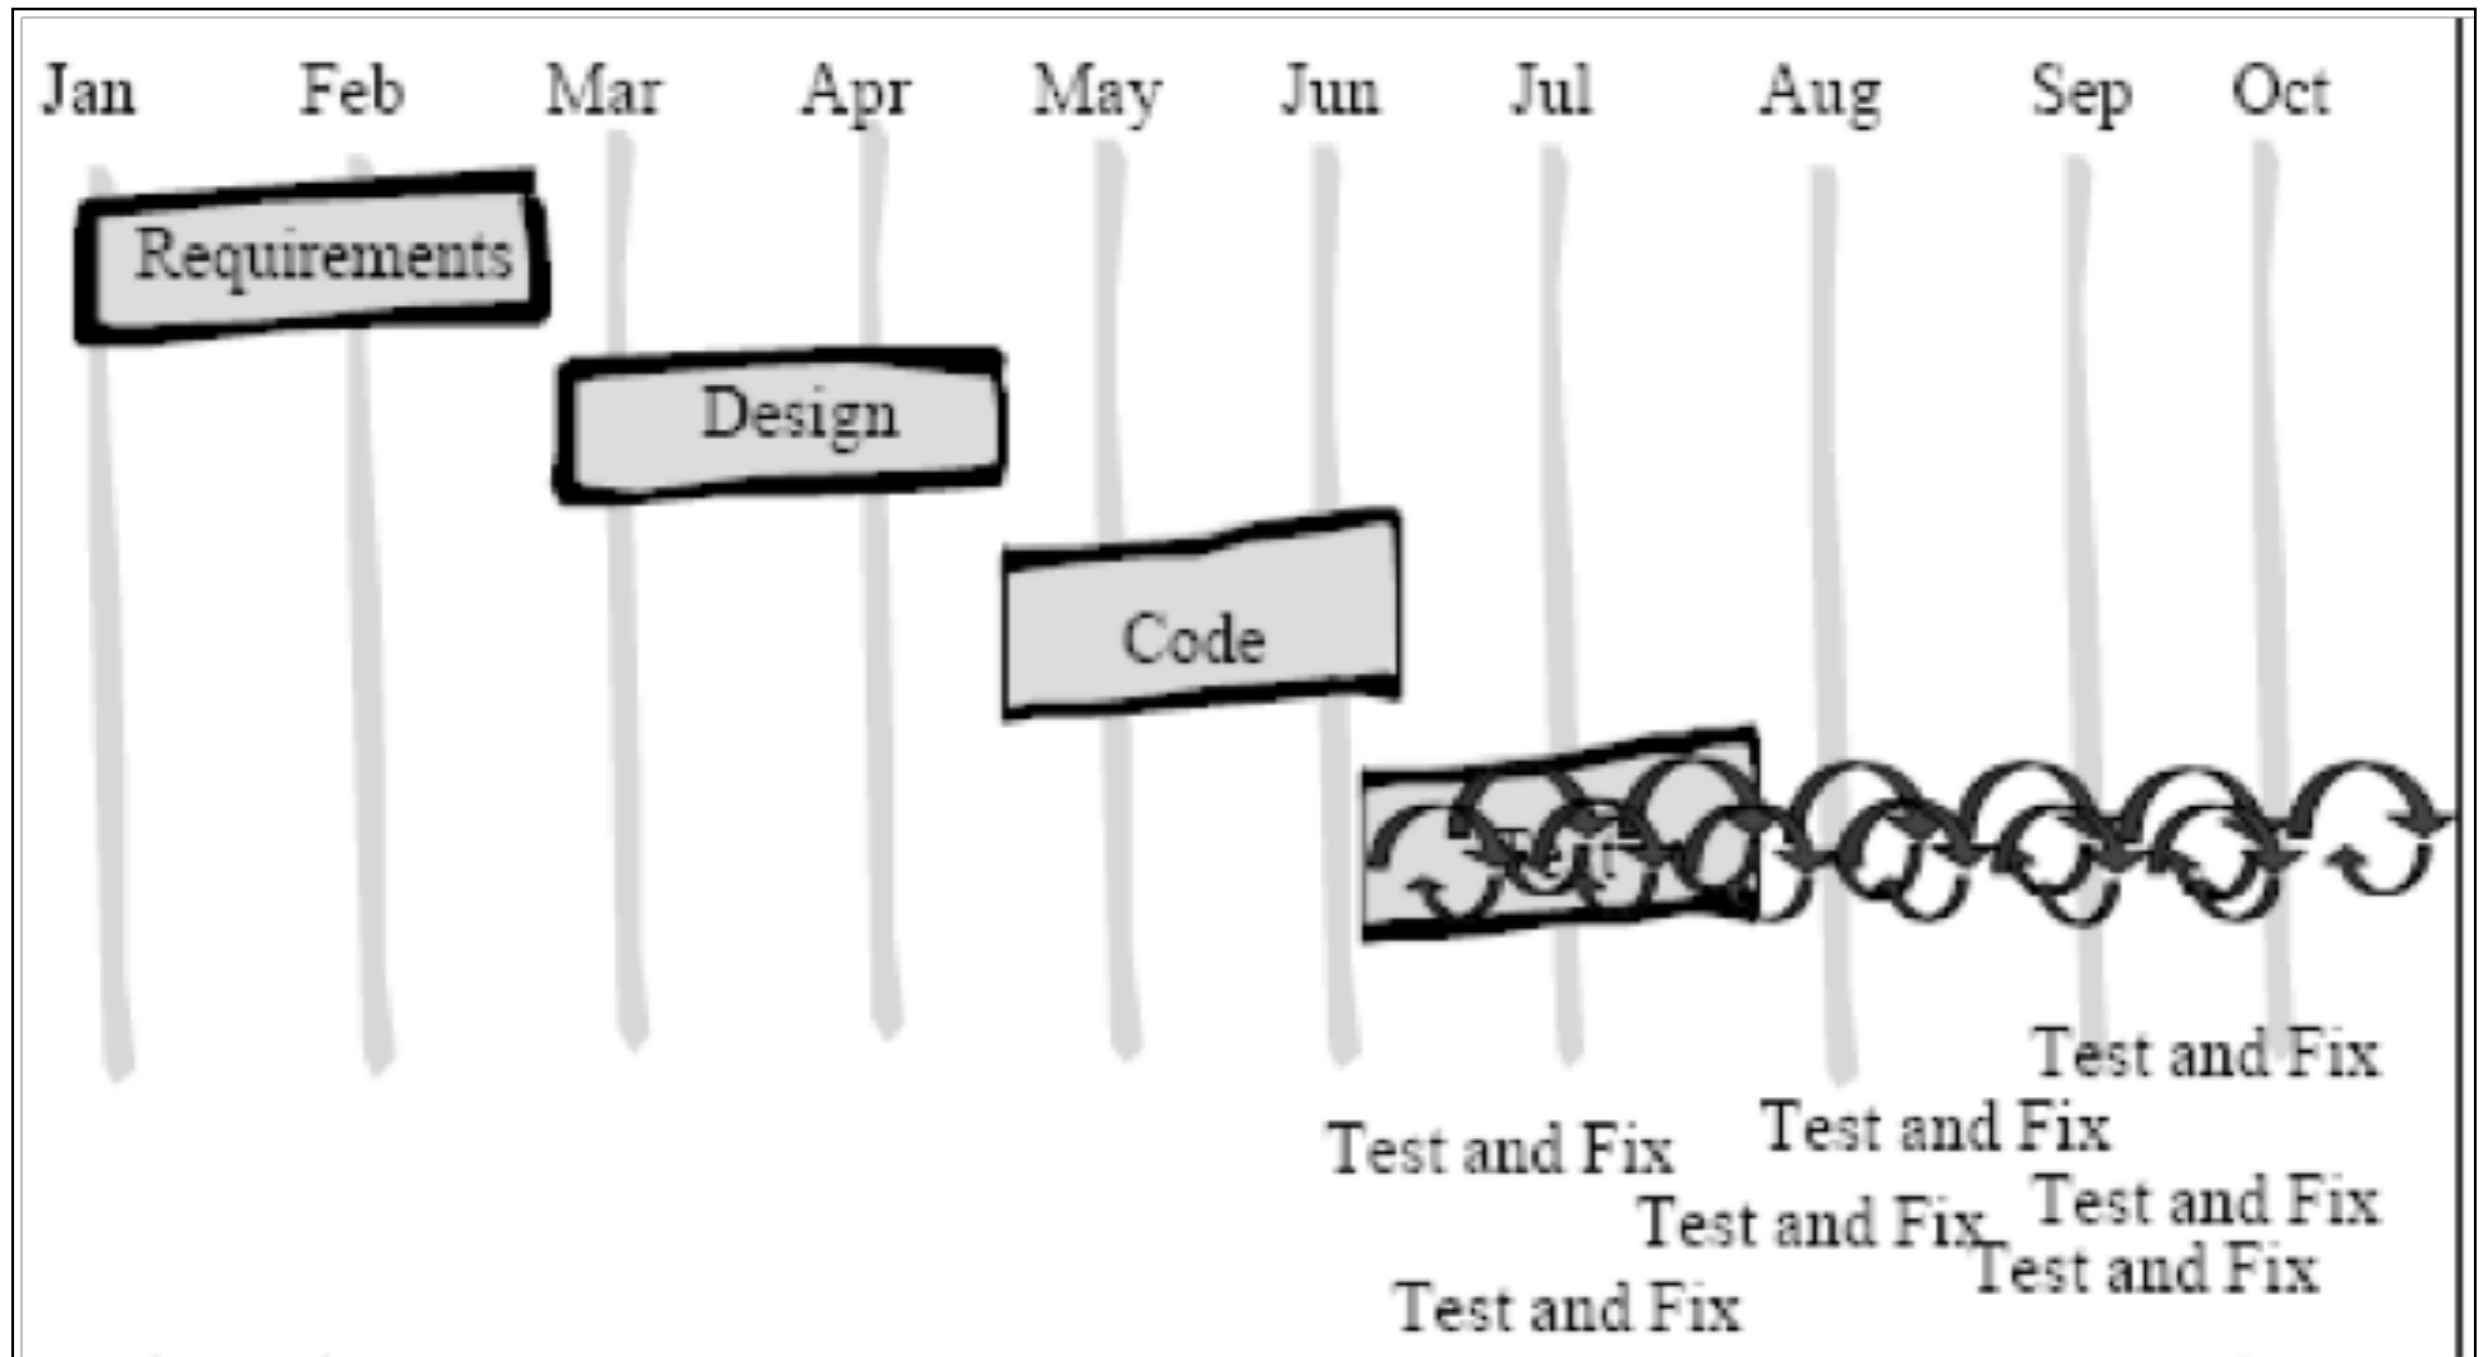 Jan Feb Mar Apr May Jun Jul Aug Sep Oct
Requirements
Design
Code
Test and Fix
Test and Fix
Test and Fix
Test and Fix
Test and Fix
Test and Fix
Test and Fix